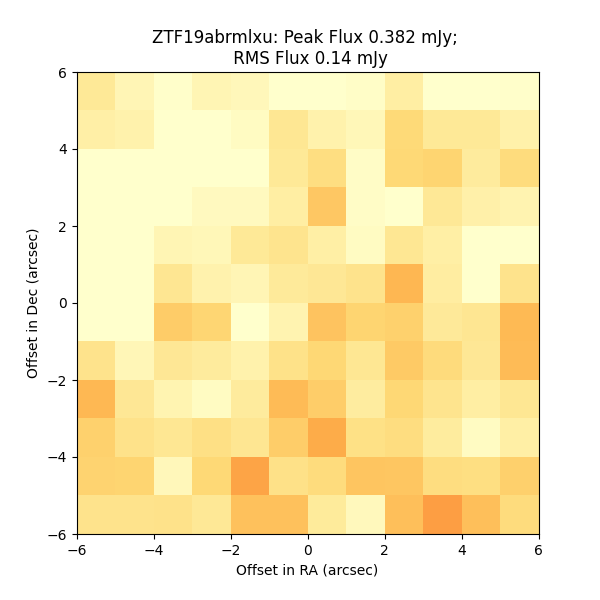 ZTF19abrmlxu: Peak Flux 0.382 mJy;
RMS Flux 0.14 mJy
6
4
2
0
−2
−4
−6
Offset in Dec (arcsec)
−6 −4 −2 0 2 4 6
Offset in RA (arcsec)